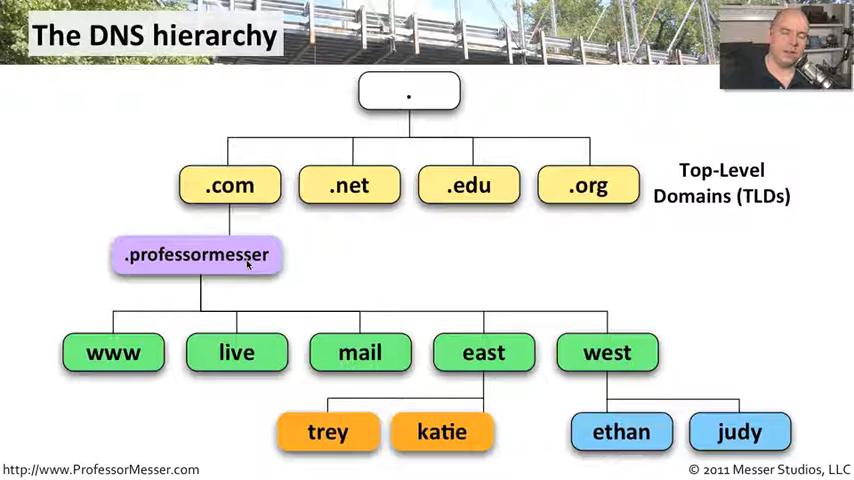 The DNS hierarchy
.
.com
.net
.edu
.org
Top-Level
Domains (TLDs)
.professormesser
www
live
mail
east
west
trey
katie
ethan
judy
http://www.ProfessorMesser.com
© 2011 Messer Studios, LLC